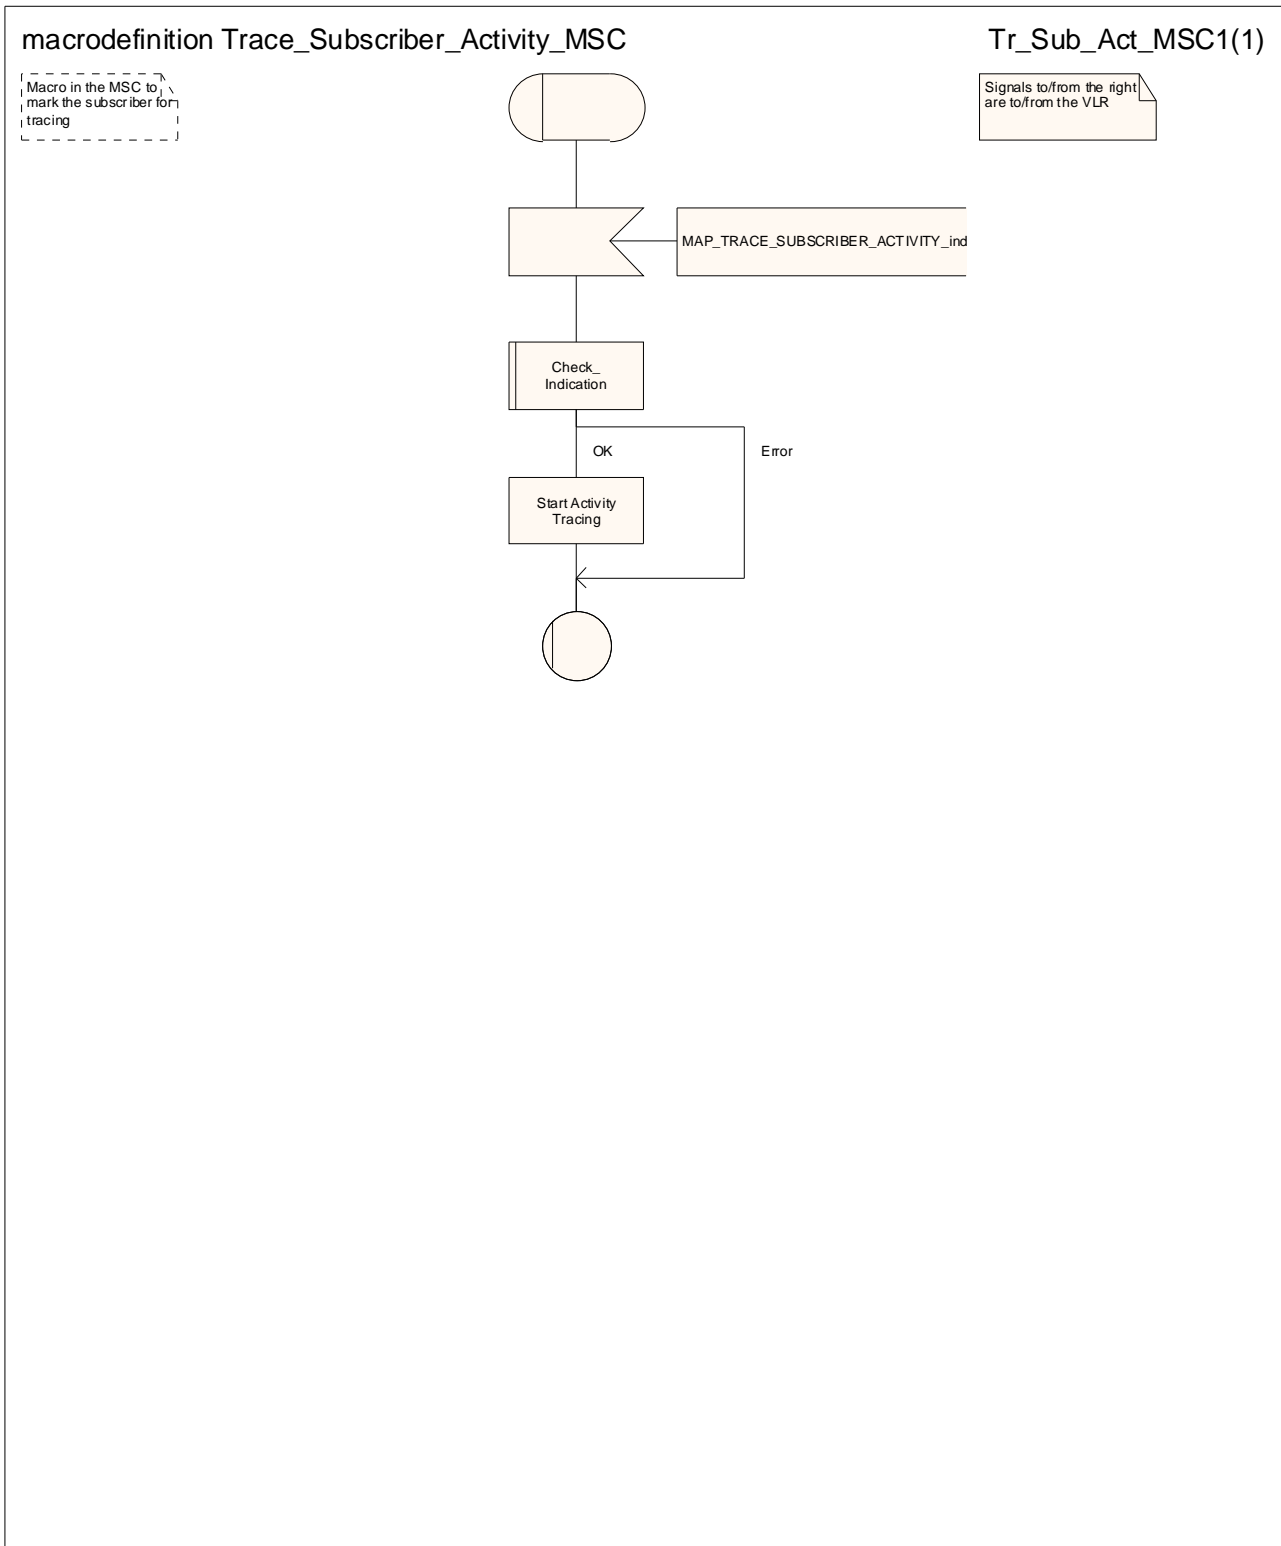 macrodefinition Trace_Subscriber_Activity_MSC
Tr_Sub_Act_MSC1(1)
Macro in the MSC to
mark the subscriber for
tracing
Signals to/from the right
are to/from the VLR
MAP_TRACE_SUBSCRIBER_ACTIVITY_ind
Check_
Indication
OK
Error
Start Activity
Tracing